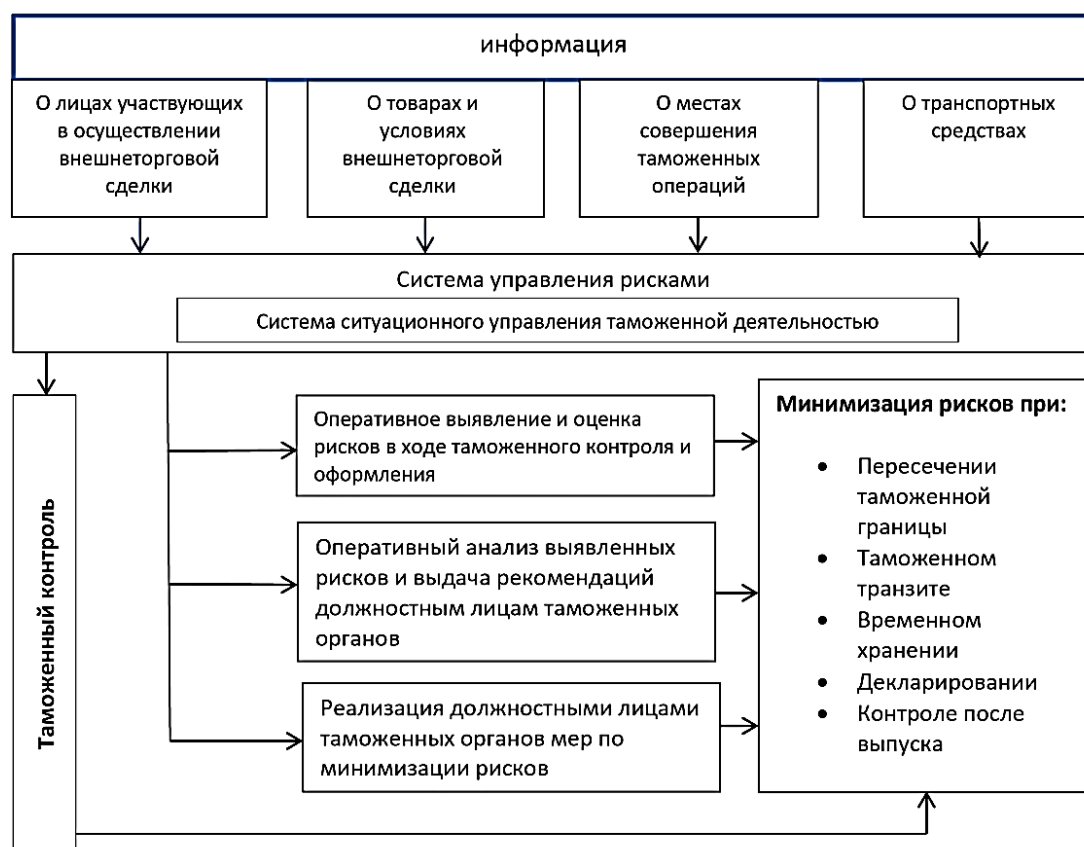 информация
О лицах участвующих
в осуществлении
внешнеторговой
сделки
О товарах и
условиях
внешнеторговой
сделки
О местах
совершения
таможенных
операций
О транспортных
средствах
Система управления рисками
Система ситуационного управления таможенной деятельностью
Таможенный контроль
Оперативное выявление и оценка
рисков в ходе таможенного контроля и
оформления
Оперативный анализ выявленных
рисков и выдача рекомендаций
должностным лицам таможенных
органов
Реализация должностными лицами
таможенных органов мер по
минимизации рисков
Минимизация рисков при:
• Пересечении
таможенной
границы
• Таможенном
транзите
• Временном
хранении
• Декларировании
• Контроле после
выпуска